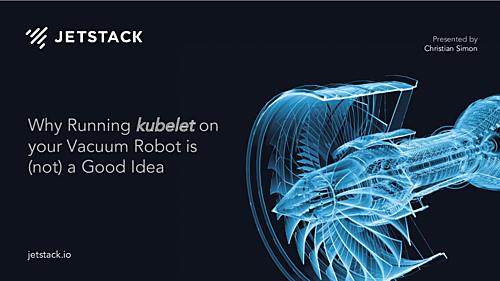 JETSTACK
Presented by
Christian Simon
Why Running kubelet on
your Vacuum Robot is
(not) a Good Idea
jetstack.io